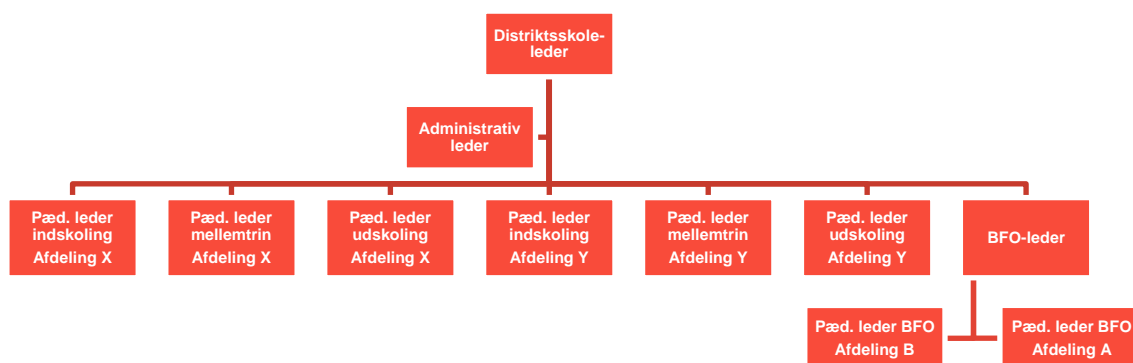 Distriktsskole-
leder
Administrativ
leder
Pæd. leder
indskoling
Afdeling X
Pæd. leder
mellemtrin
Afdeling X
Pæd. leder
udskoling
Afdeling X
Pæd. leder
indskoling
Afdeling Y
Pæd. leder
mellemtrin
Afdeling Y
Pæd. leder
udskoling
Afdeling Y
BFO-leder
Pæd. leder BFO
Afdeling B
Pæd. leder BFO
Afdeling A